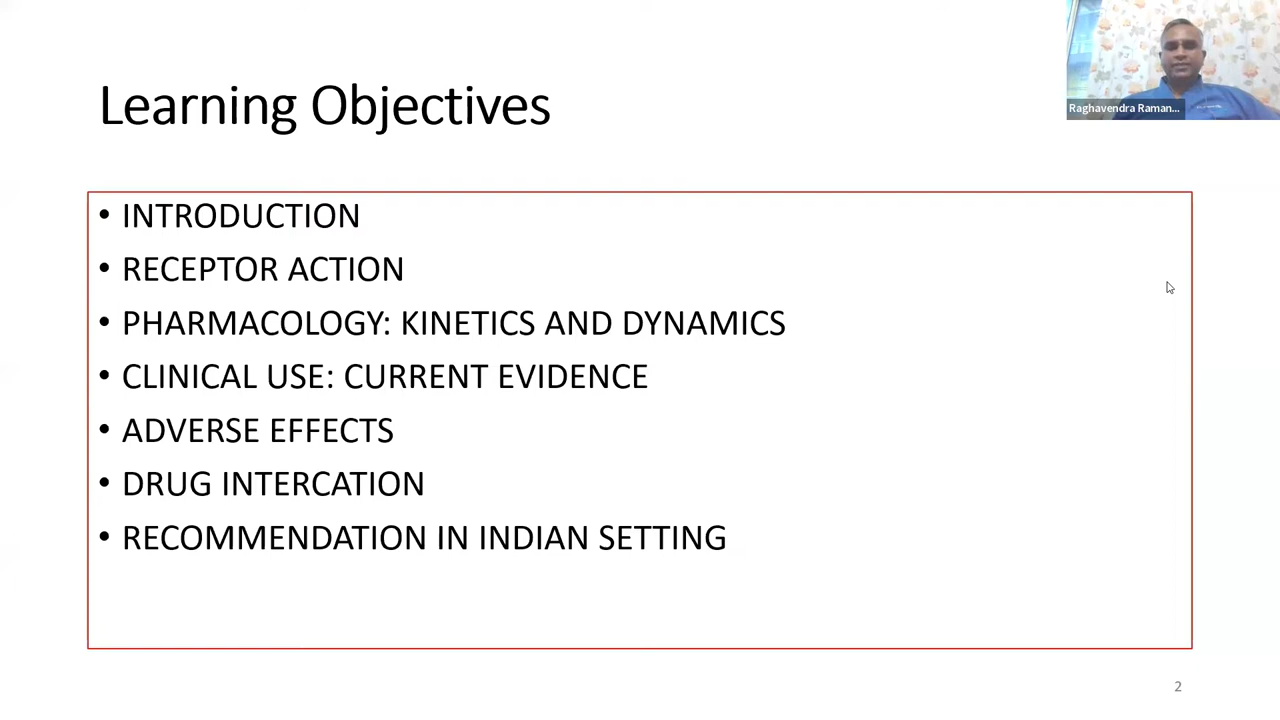 Learning Objectives
Raghavendra Raman...
• INTRODUCTION
• RECEPTOR ACTION
• PHARMACOLOGY: KINETICS AND DYNAMICS
• CLINICAL USE: CURRENT EVIDENCE
• ADVERSE EFFECTS
• DRUG INTERCATION
• RECOMMENDATION IN INDIAN SETTING
2